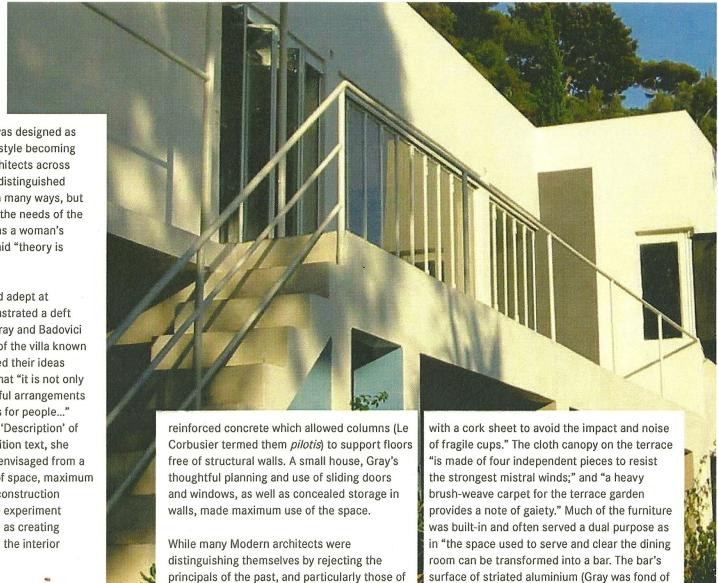 was designed as
style becoming
hitects across
distinguished
many ways, but
the needs of the
as a woman's
aid “theory is
d adept at
nstrated a deft
ray and Badovici
of the villa known
ed their ideas
hat “it is not only
ful arrangements
s for people...”
‘Description’ of
ition text, she
envisaged from a
of space, maximum
construction
experiment
as creating
the interior
reinforced concrete which allowed columns (Le
Corbusier termed them pilotis) to support floors
free of structural walls. A small house, Gray's
thoughtful planning and use of sliding doors
and windows, as well as concealed storage in
walls, made maximum use of the space.
While many Modern architects were
distinguishing themselves by rejecting the
principals of the past, and particularly those of
with a cork sheet to avoid the impact and noise
of fragile cups.” The cloth canopy on the terrace
“is made of four independent pieces to resist
the strongest mistral winds;” and “a heavy
brush-weave carpet for the terrace garden
provides a note of gaiety.” Much of the furniture
was built-in and often served a dual purpose as
in “the space used to serve and clear the dining
room can be transformed into a bar. The bar's
surface of striated aluminium (Gray was fond of